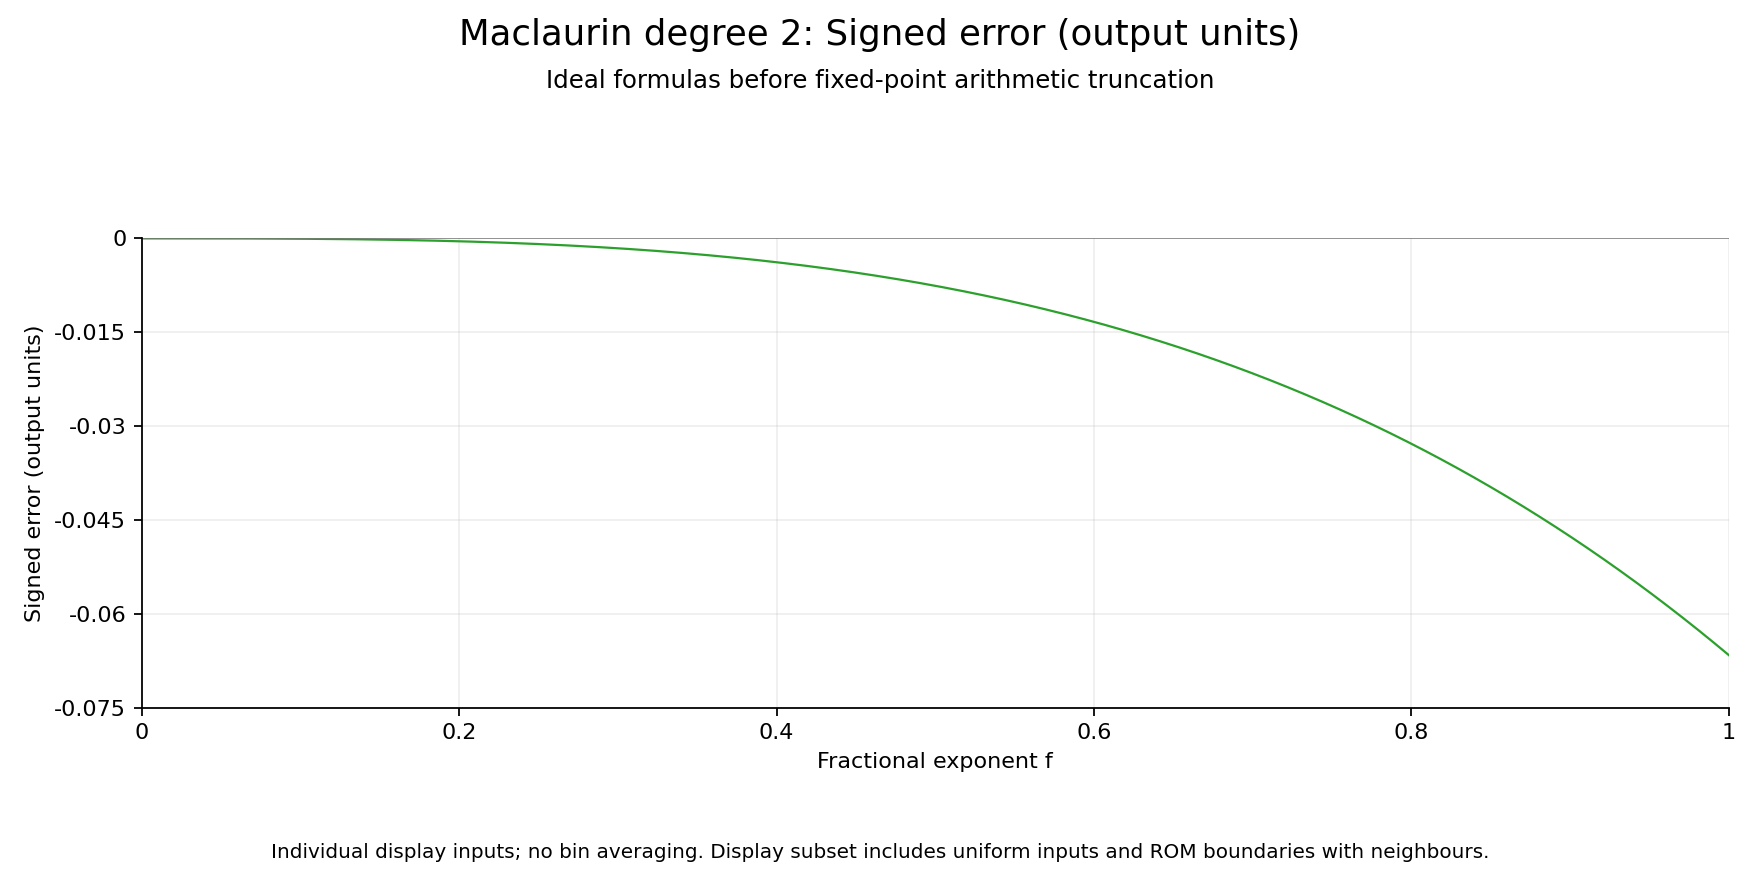 Maclaurin degree 2: Signed error (output units)
Ideal formulas before fixed-point arithmetic truncation
Signed error (output units)
0
-0.015
-0.03
-0.045
-0.06
-0.075
0 0.2 0.4 0.6 0.8 1
Fractional exponent f
Individual display inputs; no bin averaging. Display subset includes uniform inputs and ROM boundaries with neighbours.